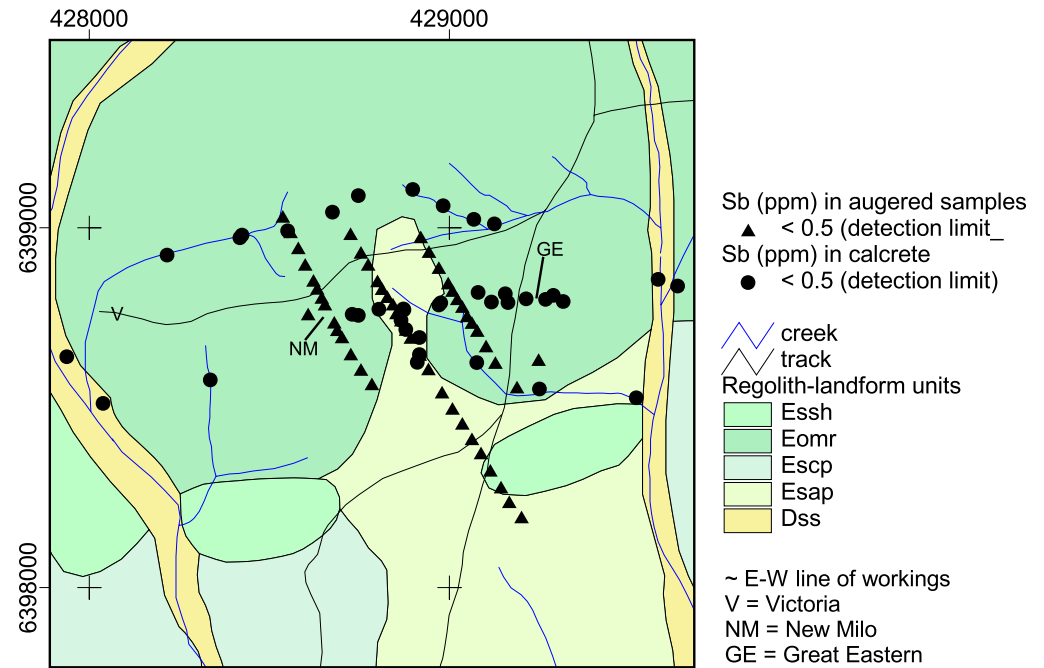 428000
429000
6399000
6398000
V
NM
GE
Sb (ppm) in augered samples
< 0.5 (detection limit_
Sb (ppm) in calcrete
< 0.5 (detection limit)
creek
track
Regolith-landform units
Essh
Eomr
Escp
Esap
Dss
~ E-W line of workings
V = Victoria
NM = New Milo
GE = Great Eastern